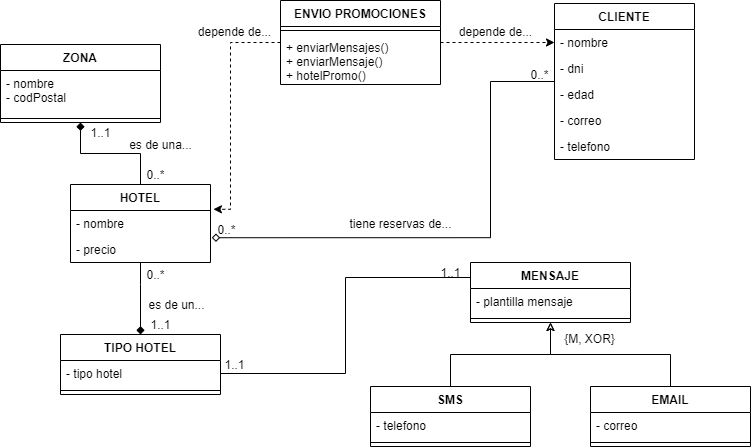 ENVIO PROMOCIONES
+ enviarMensajes()
+ enviarMensaje()
+ hotelPromo()
depende de...
depende de...
CLIENTE
- nombre
- dni
- edad
- correo
- telefono
0..*
ZONA
- nombre
- codPostal
1..1
es de una...
0..*
HOTEL
- nombre
- precio
0..*
tiene reservas de...
0..*
es de un...
1..1
TIPO HOTEL
- tipo hotel
1..1
1..1
MENSAJE
- plantilla mensaje
{M, XOR}
SMS
- telefono
EMAIL
- correo